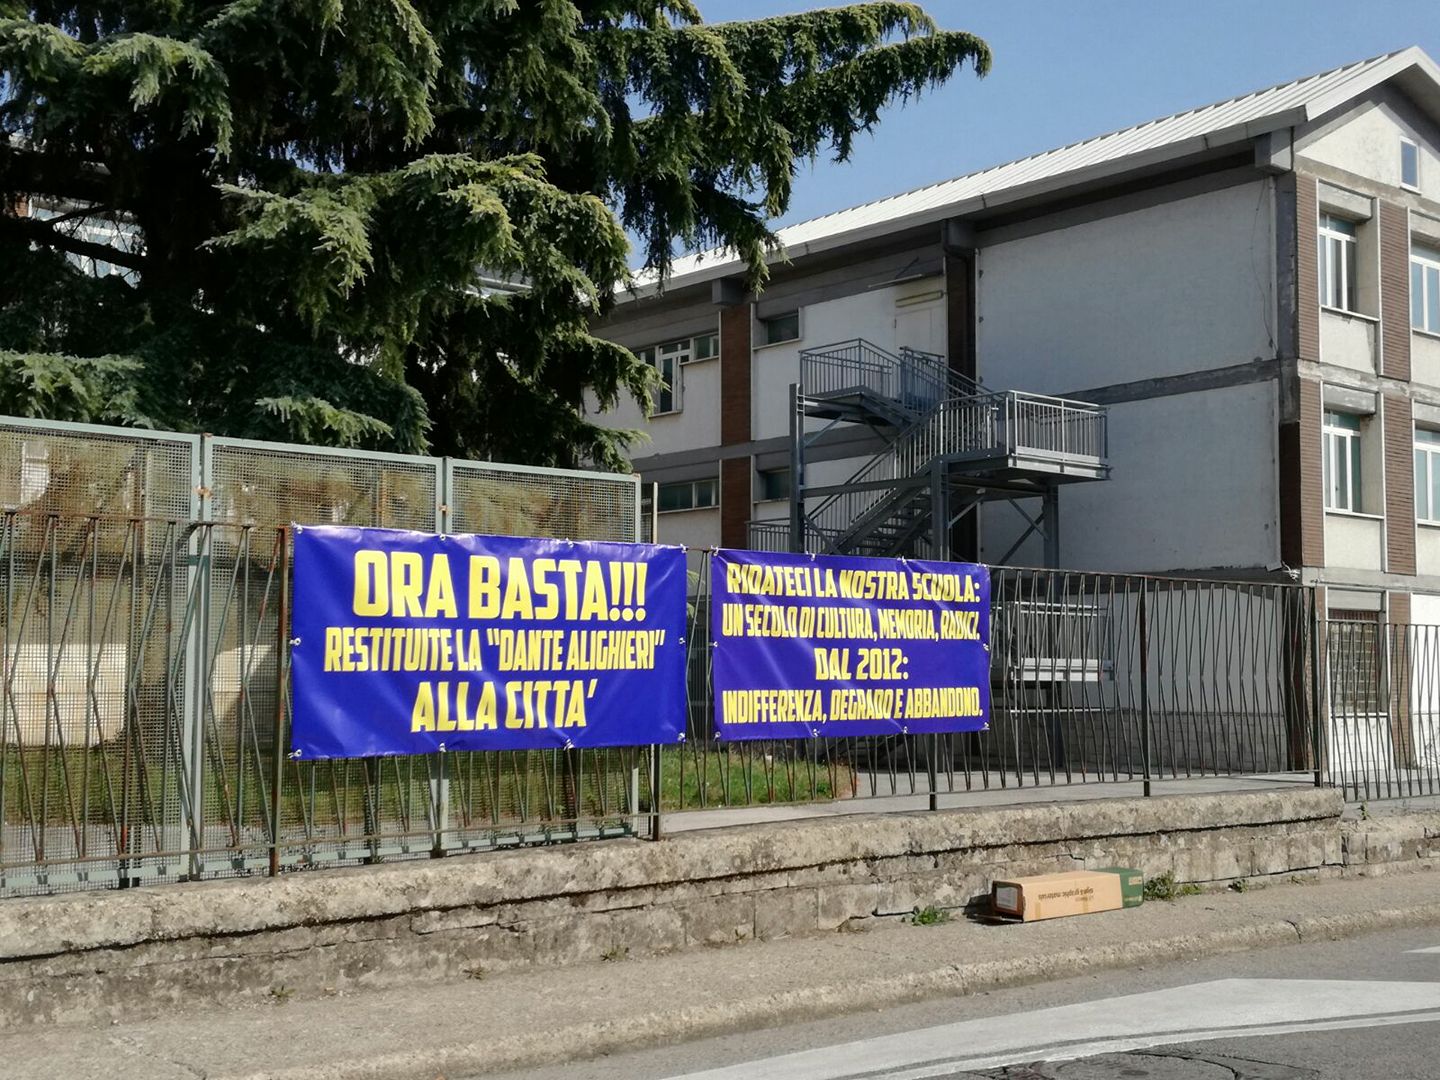 ORA BASTA!!!
RESTITUITE LA "DANTE ALIGHIERI"
ALLA CITTA'
RIDATECI LA NOSTRA SCUOLA:
UN SECOLO DI CULTURA, MEMORIA, RADICI.
DAL 2012:
INDIFFERENZA, DEGRADO E ABBANDONO.